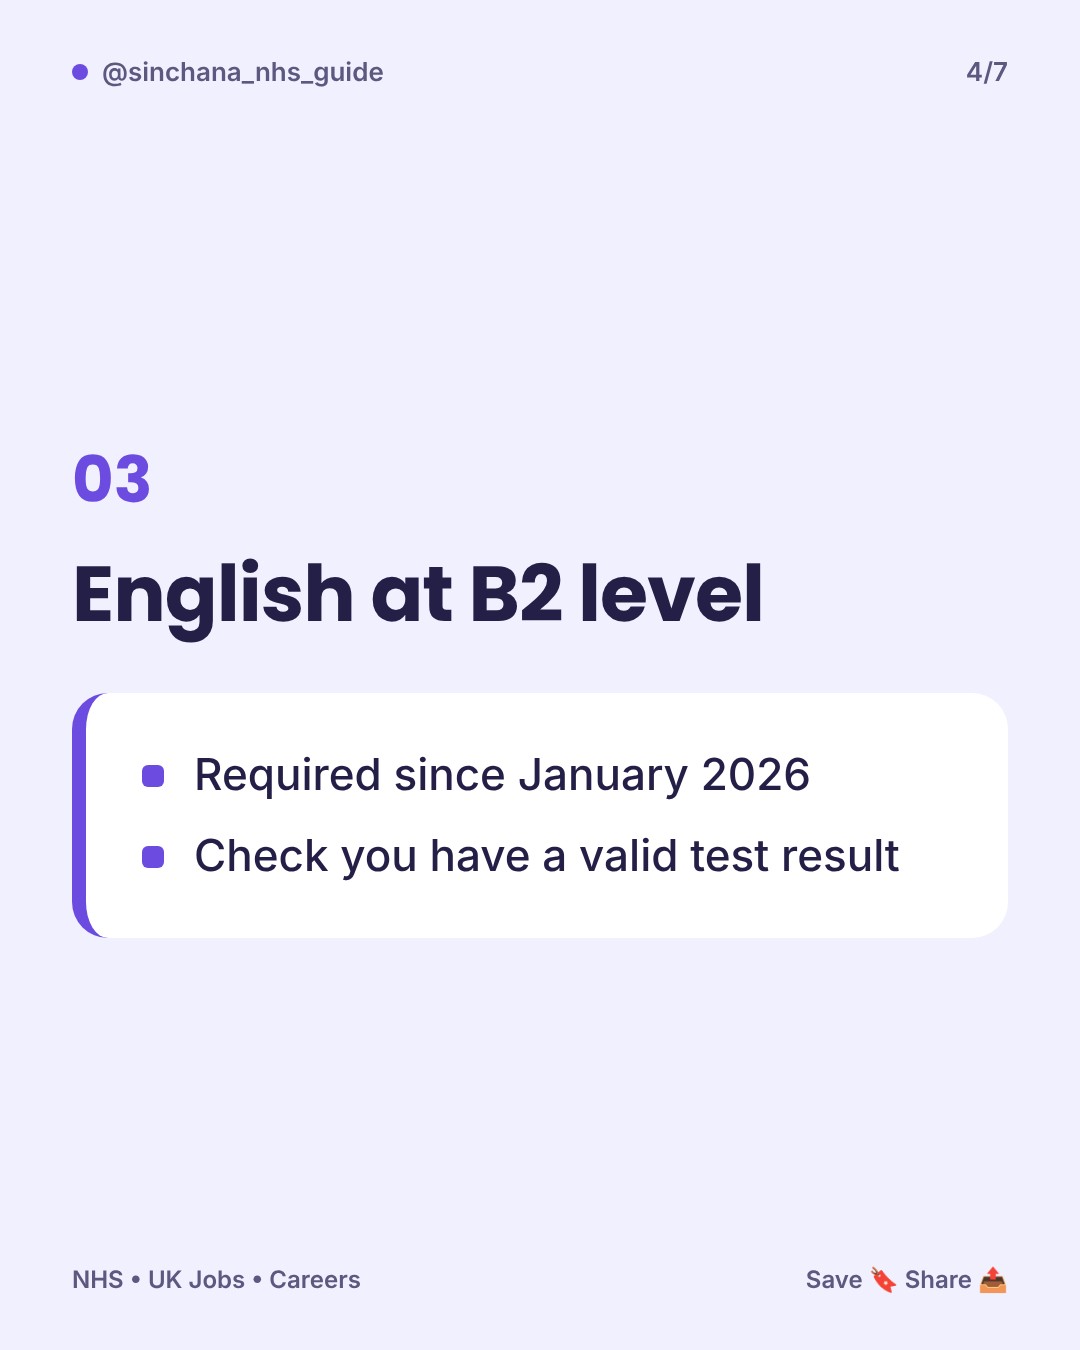 @sinchana_nhs_guide
4/7
03
English at B2 level
Required since January 2026
Check you have a valid test result
NHS • UK Jobs • Careers
Save 🔖 Share 📤